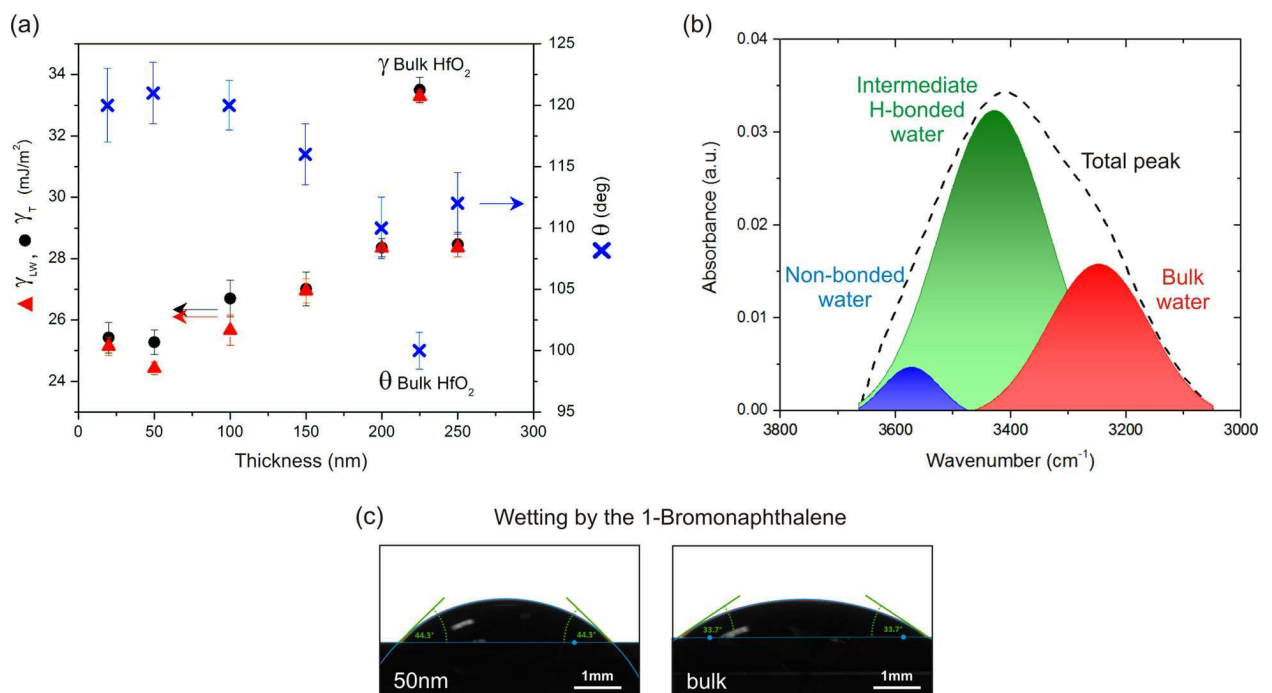 (a)
γ Bulk HfO2
θ Bulk HfO2
34
32
30
28
26
24
125
120
115
110
105
100
95
0
50
100
150
200
250
300
Thickness (nm)
γLW, γT (mJ/m²)
θ (deg)
(b)
0.04
0.03
0.02
0.01
0.00
Absorbance (a.u.)
Intermediate
H-bonded
water
Total peak
Non-bonded
water
Bulk
water
3800
3600
3400
3200
3000
Wavenumber (cm⁻¹)
(c)
Wetting by the 1-Bromonaphthalene
44.3°
44.3°
50nm
1mm
33.7°
33.7°
bulk
1mm